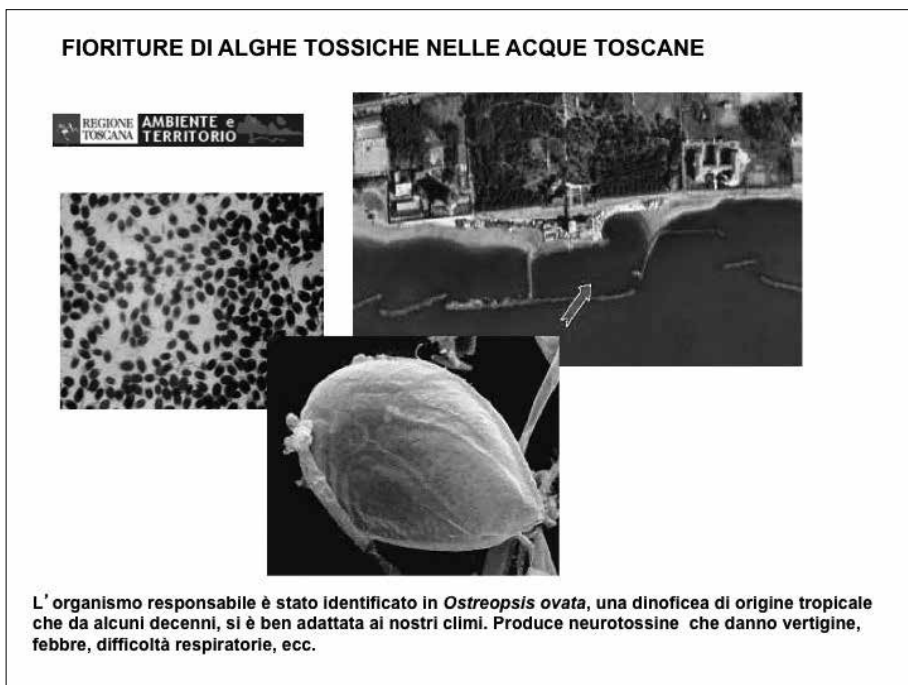 FIORITURE DI ALGHE TOSSICHE NELLE ACQUE TOSCANE
REGIONE TOSCANA
AMBIENTE e TERRITORIO
L' organismo responsabile è stato identificato in Ostreopsis ovata, una dinoficea di origine tropicale
che da alcuni decenni, si è ben adattata ai nostri climi. Produce neurotossine che danno vertigine,
febbre, difficoltà respiratorie, ecc.